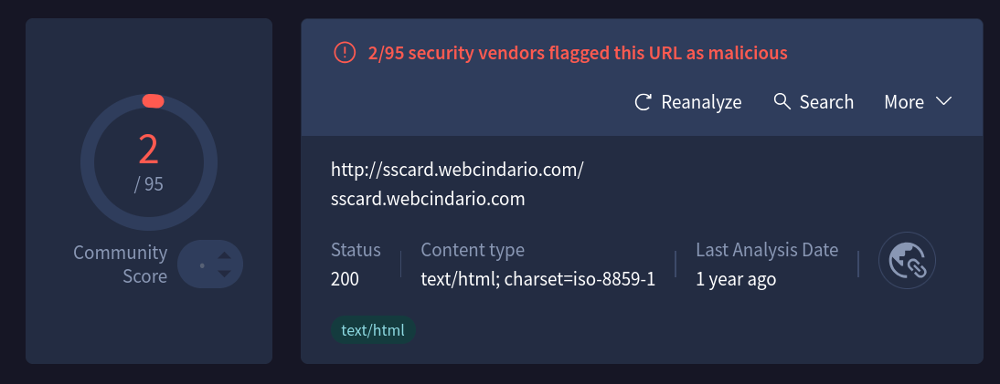 2/95 security vendors flagged this URL as malicious
Reanalyze Search More
2
/ 95
Community
Score
http://sscard.webcindario.com/
sscard.webcindario.com
Status Content type Last Analysis Date
200 text/html; charset=iso-8859-1 1 year ago
text/html